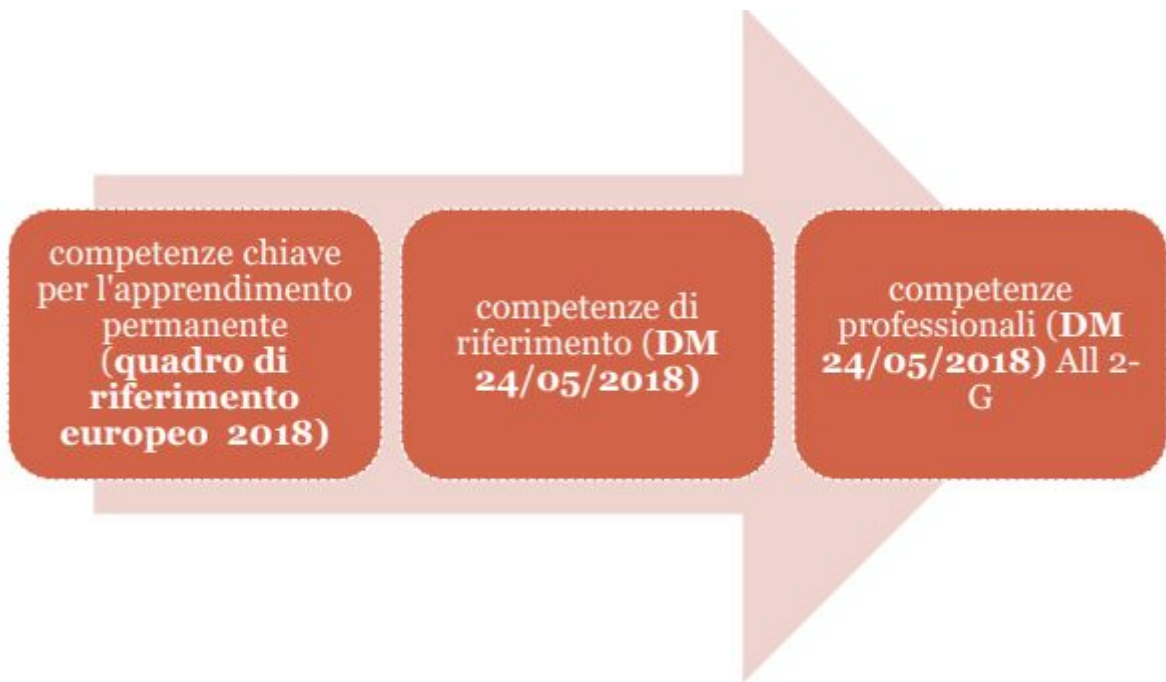 competenze chiave
per l'apprendimento
permanente
(quadro di
riferimento
europeo 2018)
competenze di
riferimento (DM
24/05/2018)
competenze
professionali (DM
24/05/2018) All 2-
G